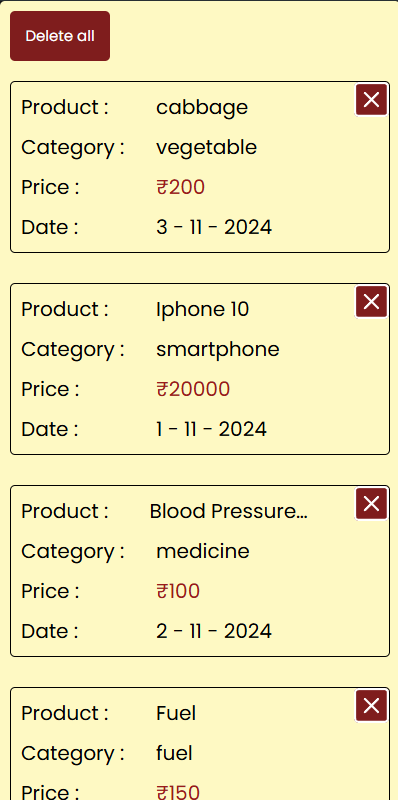 Delete all
Product : cabbage
Category : vegetable
Price : ₹200
Date : 3 - 11 - 2024
Product : Iphone 10
Category : smartphone
Price : ₹20000
Date : 1 - 11 - 2024
Product : Blood Pressure...
Category : medicine
Price : ₹100
Date : 2 - 11 - 2024
Product : Fuel
Category : fuel
Price : ₹150